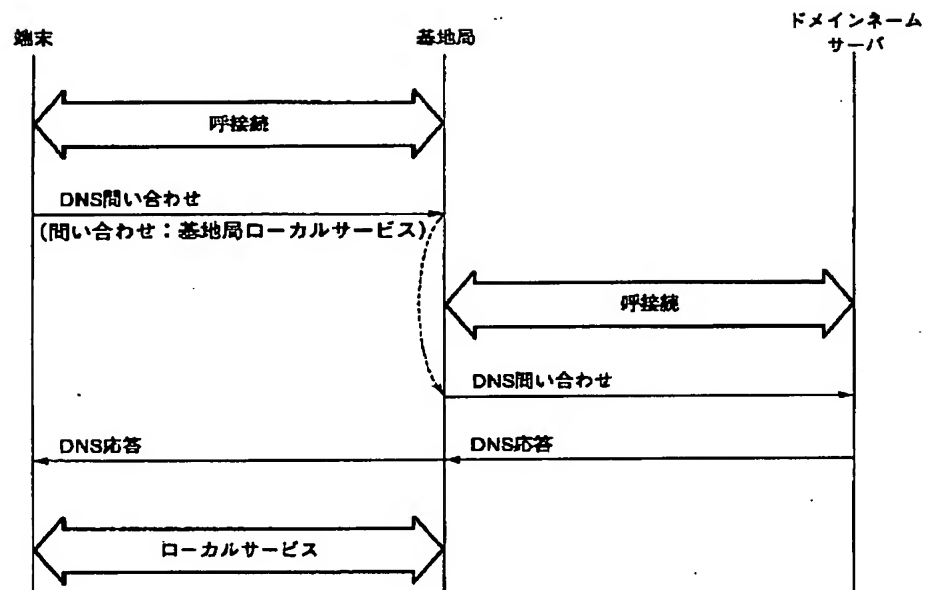 端末
基地局
ドメインネーム
サーバ
呼接続
DNS問い合わせ
(問い合わせ：基地局ローカルサービス)
呼接続
DNS問い合わせ
DNS応答
DNS応答
ローカルサービス